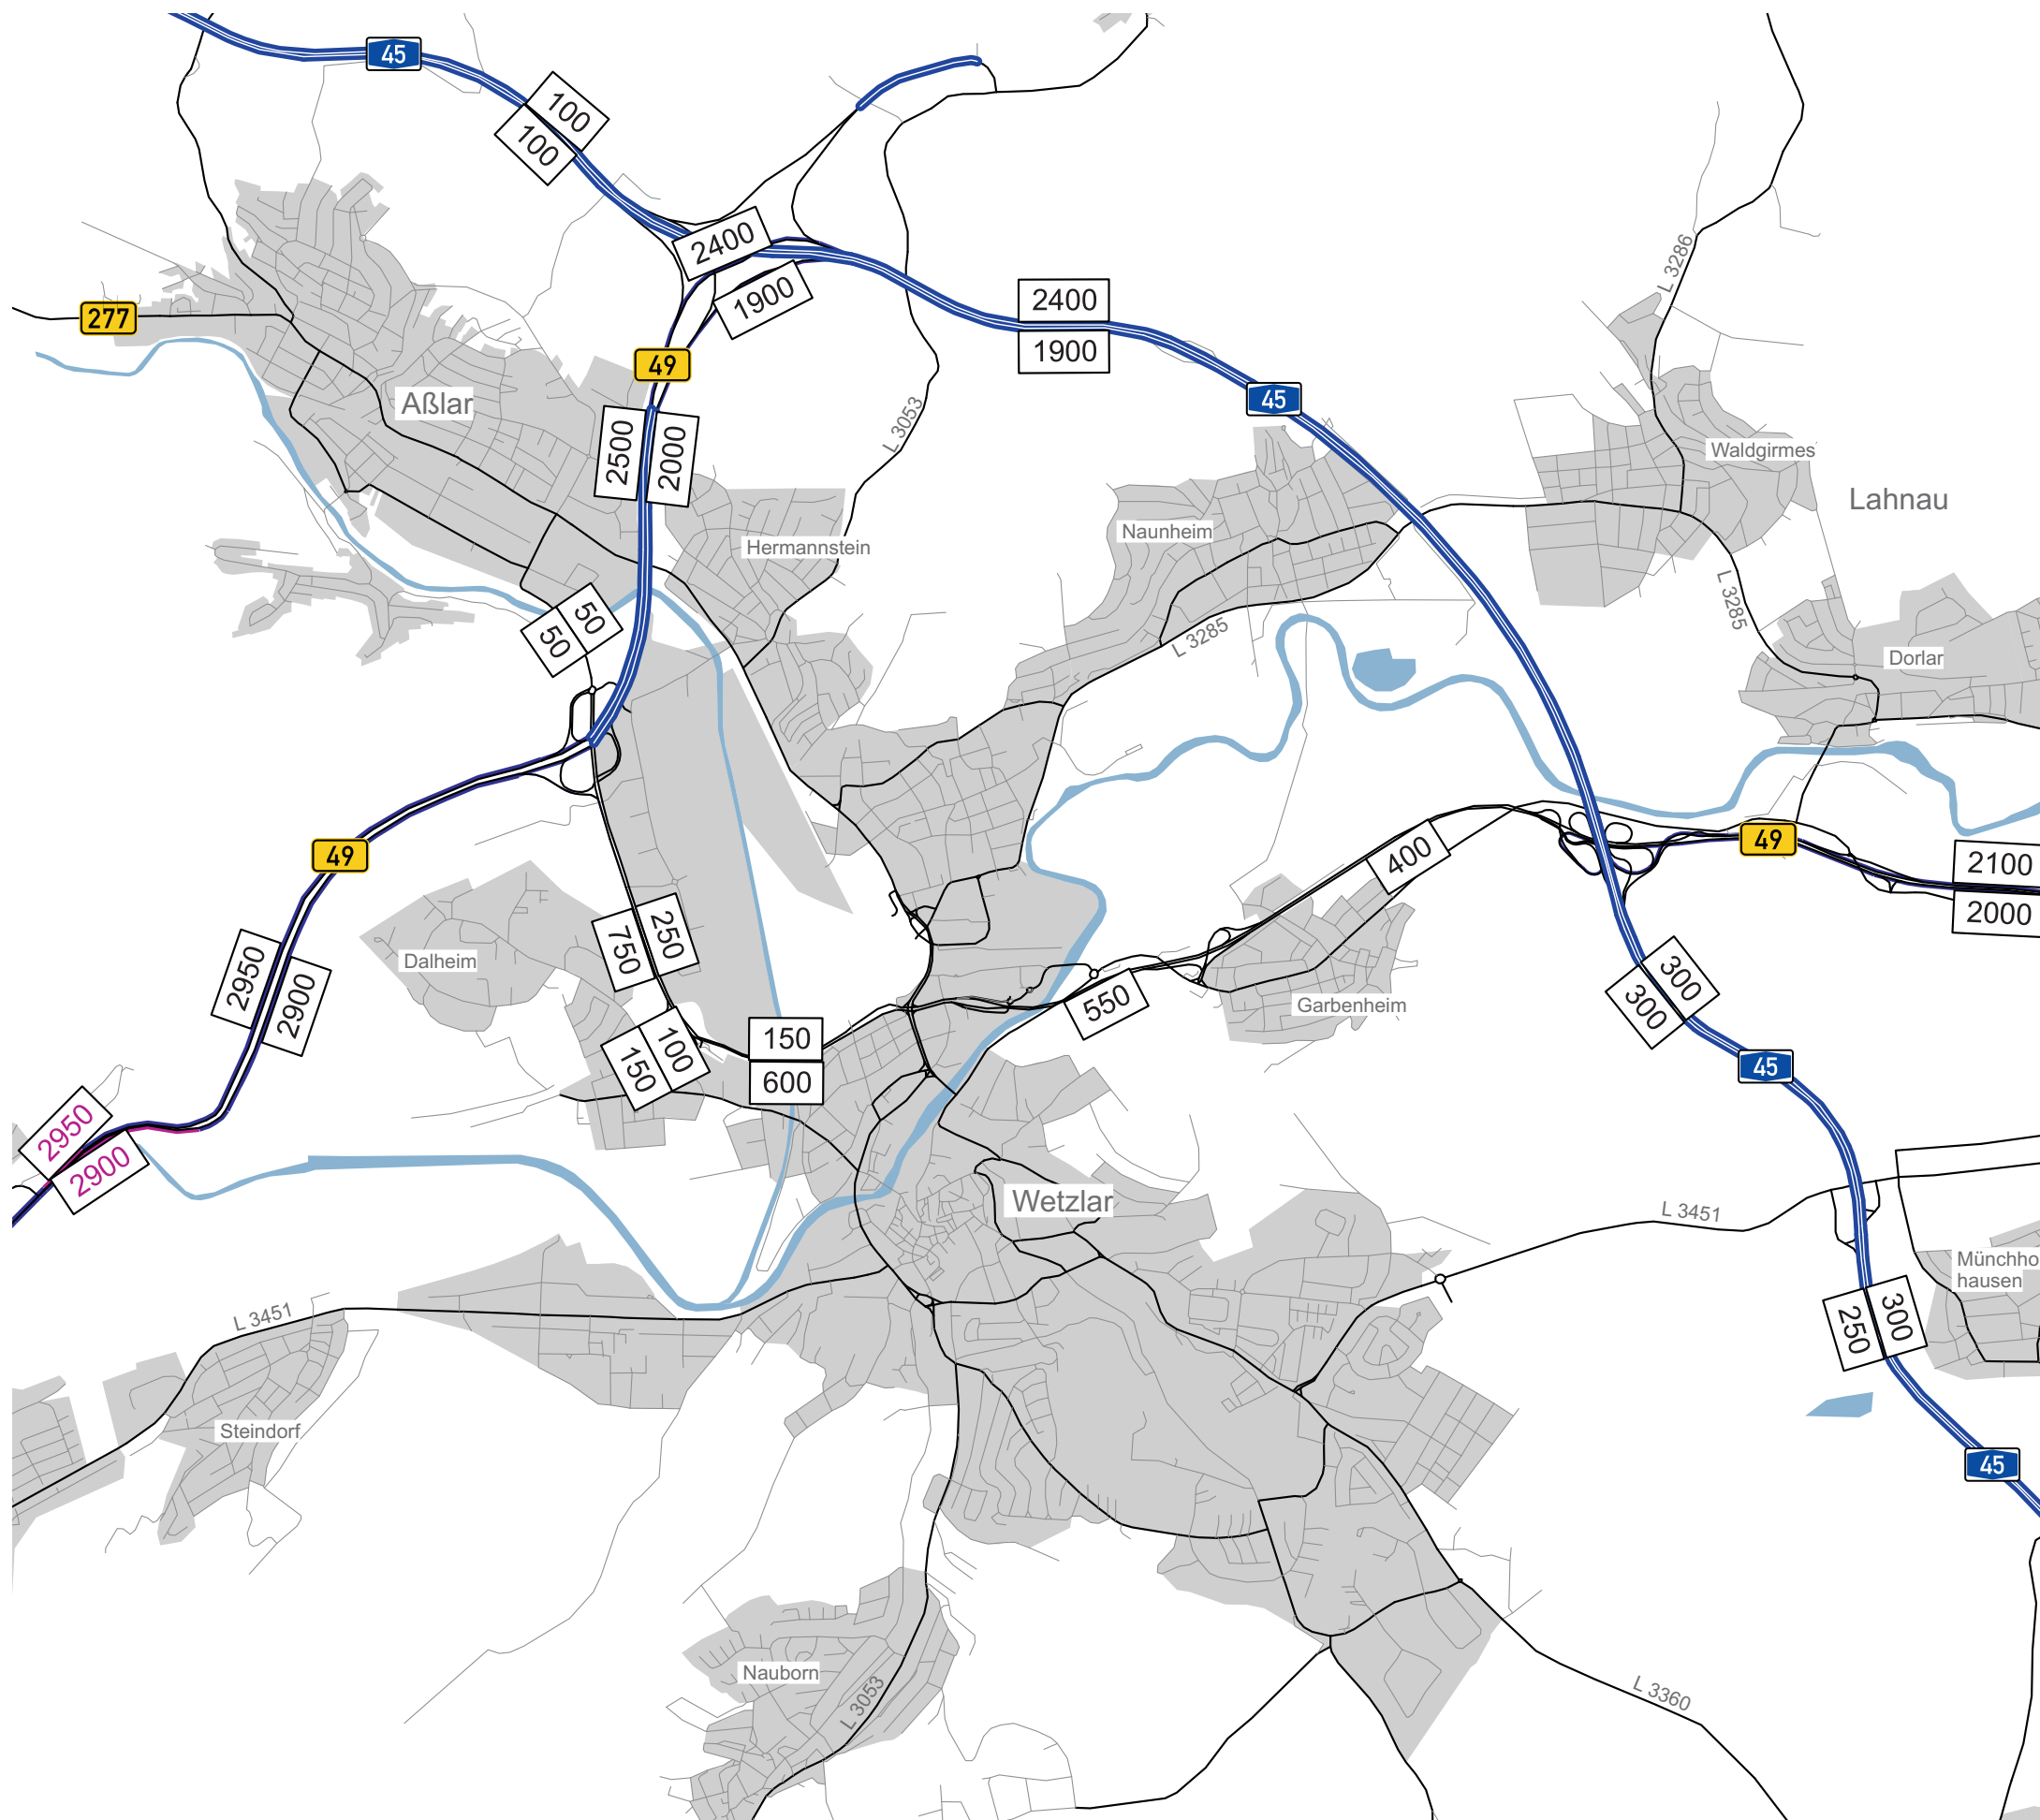 45
100
100
2400
1900
2400
1900
L 3286
277
49
45
Aßlar
L 3053
2500
2000
Waldgirmes
Lahnau
Naunheim
Hermannstein
L 3285
50
50
L 3285
Dorlar
49
49
400
2100
2000
250
750
Dalheim
2950
2900
550
Garbenheim
300
300
150
600
100
150
45
2950
2900
Wetzlar
L 3451
Münchho
hausen
L 3451
300
250
Steindorf
45
Nauborn
L 3053
L 3360